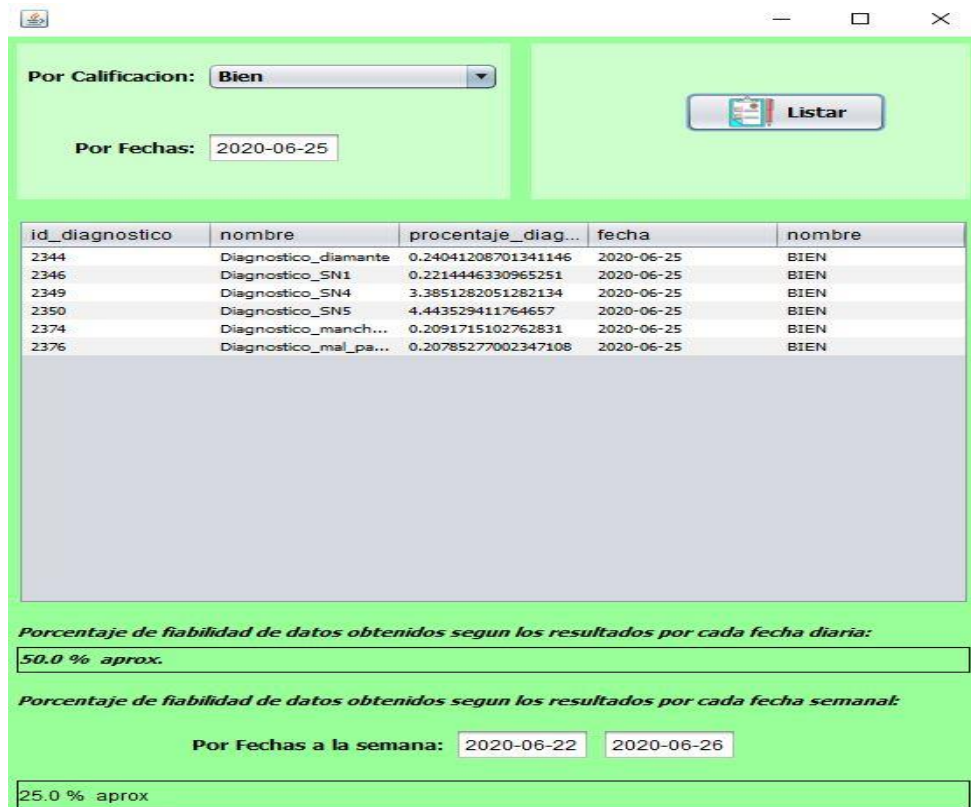 Por Calificacion: Bien
Listar
Por Fechas: 2020-06-25
id_diagnostico nombre procentaje_diag... fecha nombre
2344 Diagnostico_diamante 0.24041208701341146 2020-06-25 BIEN
2346 Diagnostico_SN1 0.2214446330965251 2020-06-25 BIEN
2349 Diagnostico_SN4 3.3851282051282134 2020-06-25 BIEN
2350 Diagnostico_SN5 4.443529411764657 2020-06-25 BIEN
2374 Diagnostico_manch... 0.2091715102762831 2020-06-25 BIEN
2376 Diagnostico_mal_pa... 0.20785277002347108 2020-06-25 BIEN
Porcentaje de fiabilidad de datos obtenidos segun los resultados por cada fecha diaria:
50.0 % aprox.
Porcentaje de fiabilidad de datos obtenidos segun los resultados por cada fecha semanal:
Por Fechas a la semana: 2020-06-22 2020-06-26
25.0 % aprox